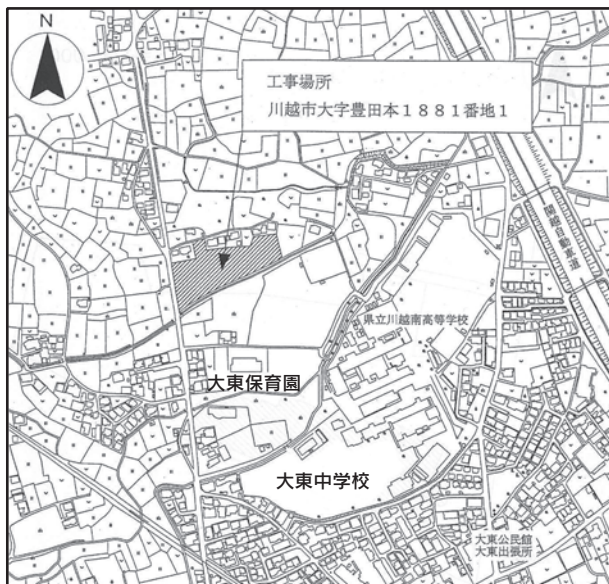 N
工事場所
川越市大字豊田本1881番地1
関越自動車道
県立川越南高等学校
大東保育園
大東中学校
大東公民館
大東出張所